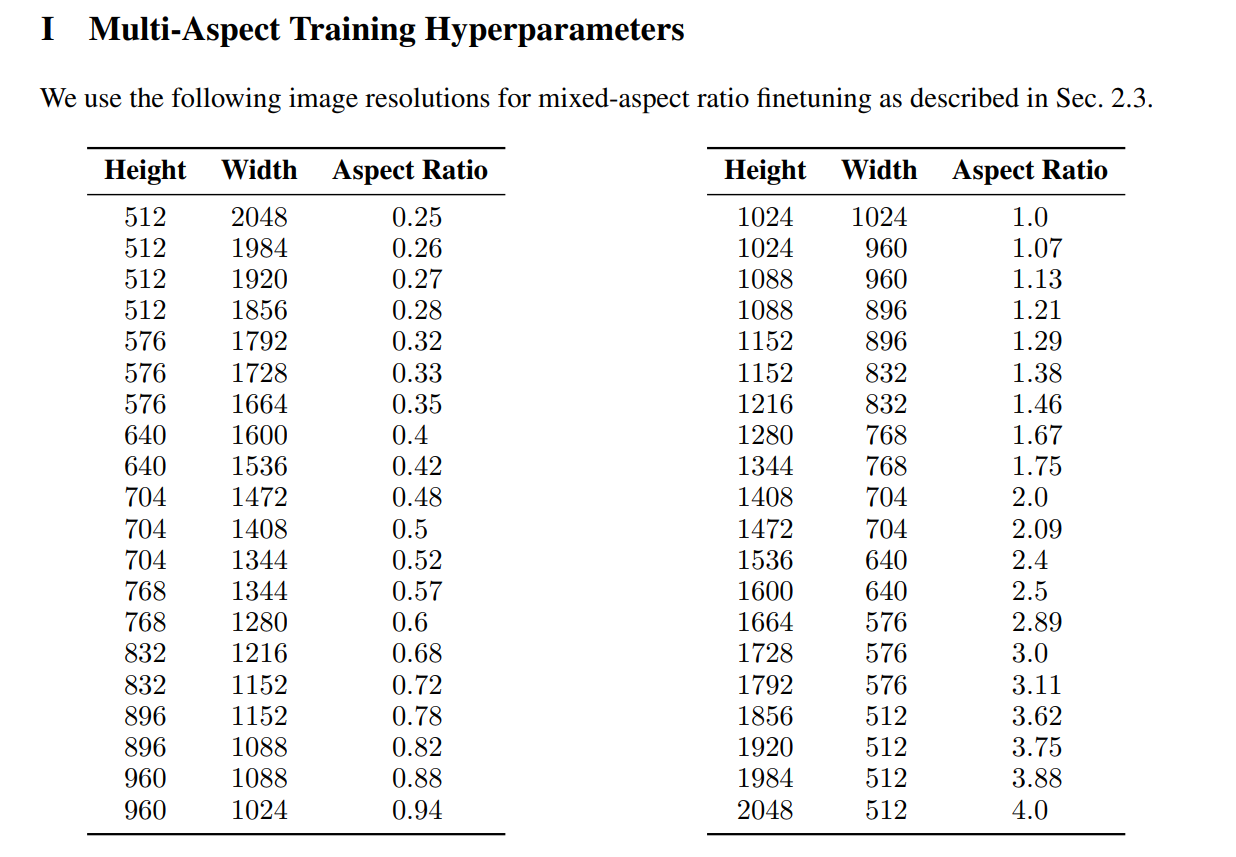 I Multi-Aspect Training Hyperparameters
We use the following image resolutions for mixed-aspect ratio finetuning as described in Sec. 2.3.
Height Width Aspect Ratio
512 2048 0.25
512 1984 0.26
512 1920 0.27
512 1856 0.28
576 1792 0.32
576 1728 0.33
576 1664 0.35
640 1600 0.4
640 1536 0.42
704 1472 0.48
704 1408 0.5
704 1344 0.52
768 1344 0.57
768 1280 0.6
832 1216 0.68
832 1152 0.72
896 1152 0.78
896 1088 0.82
960 1088 0.88
960 1024 0.94
Height Width Aspect Ratio
1024 1024 1.0
1024 960 1.07
1088 960 1.13
1088 896 1.21
1152 896 1.29
1152 832 1.38
1216 832 1.46
1280 768 1.67
1344 768 1.75
1408 704 2.0
1472 704 2.09
1536 640 2.4
1600 640 2.5
1664 576 2.89
1728 576 3.0
1792 576 3.11
1856 512 3.62
1920 512 3.75
1984 512 3.88
2048 512 4.0